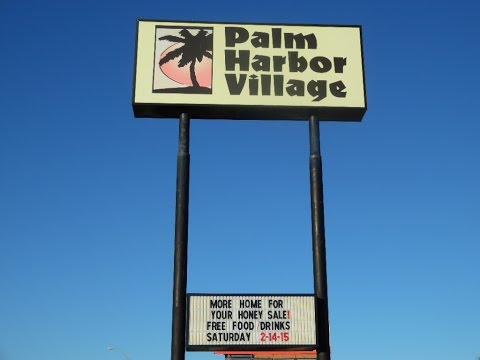 Palm
Harbor
Village
MORE HOME FOR
YOUR HONEY SALE!
FREE FOOD DRINKS
SATURDAY 2-14-15